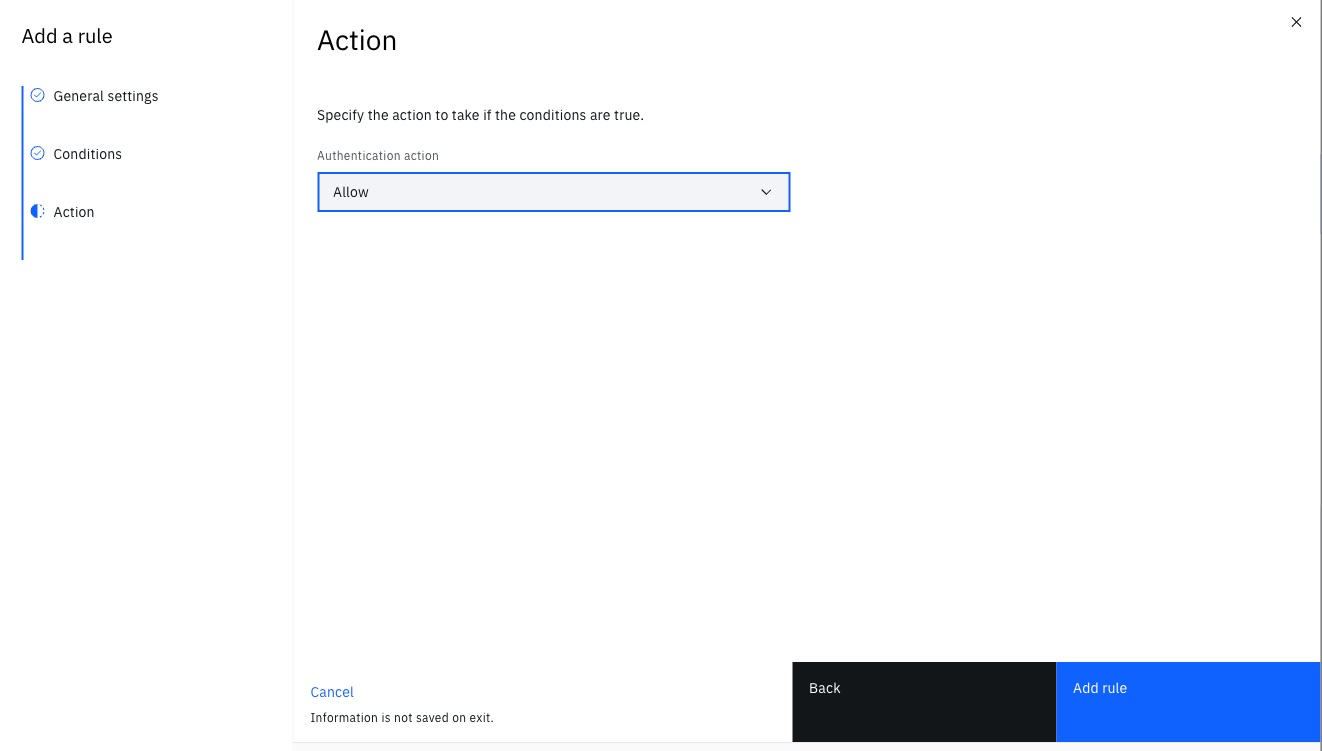 Add a rule
General settings
Conditions
Action
Action
Specify the action to take if the conditions are true.
Authentication action
Allow
Cancel
Information is not saved on exit.
Back
Add rule